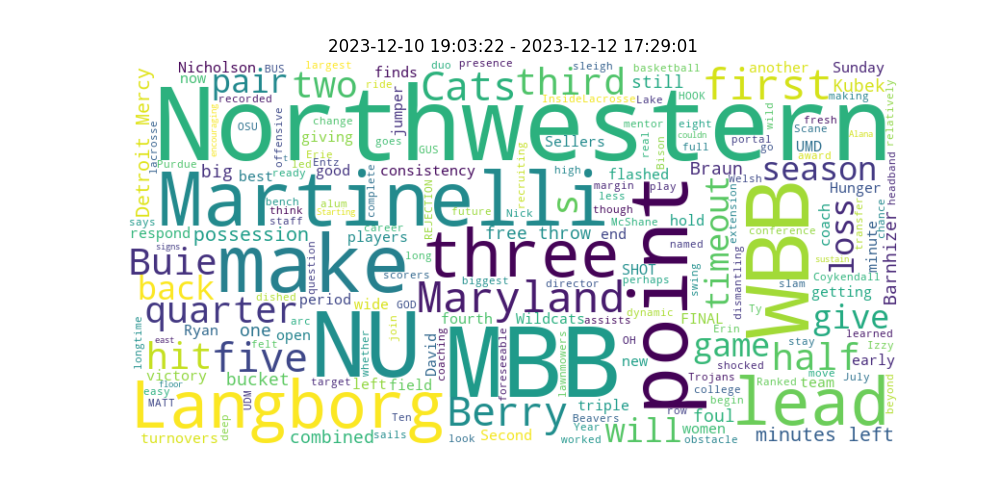 2023-12-10 19:03:22 - 2023-12-12 17:29:01
Nicholson
BUS
largest
duo
presence
sleigh
basketball
another
Sunday
now
pair
two
ride
finds
Cats
third
InsideLacrosse
Lake
still
HOOK
first
Kubek
making
Northwestern
recorded
OSU
encouraging
offensive
change
giving
jumper
goes
GUS
Sellers
mentor
real
eight
couldn
full
Bison
portal
go
wild
fresh
Scane
UMD
award
Alana
relatively
lacrosse
Detroit Mercy
Purdue
led
Erie
Entz
big
best
ready
good
complete
consistency
recruiting
high
flashed
margin
play
less
Braun
Welsh
season
Hunger
headband
Martinelli
bench
think
staff
alum
Starting
REJECTION
career
future
Nick
McShane
though
s
point
hold
timeout
extension
MBB
conference
coach
loss
transfer
chance
minute
Barnhizer
says
respond
possession
players
free throw
end
named
signs
Buie
make
question
long
three
scorers
biggest
director
SHOT
perhaps
swing
dismantling
sustain
Coykendall
back
dished
period
GOD
Maryland
slam
getting
quarter
arc
wide
fourth
Wildcats
assists
dynamic
FINAL
Ty
give
learned
longtime
east
Ryan
one
open
NU
whether
join
David
coaching
MBB
foreseeable
lawnmowers
OH
new
Erin
game
stay
Izzy
hit
five
felt
shocked
Trojans
half
early
victory
floor
easy
MATT
bucket
UDM
target
left
field
college
Ranked
team
move
July
beyond
Langborg
Ten
Berry
triple
Beavers
row
begin
foul
lead
turnovers
deep
combined
sails
look
Second
Year
worked
will
women
obstacle
minutes left